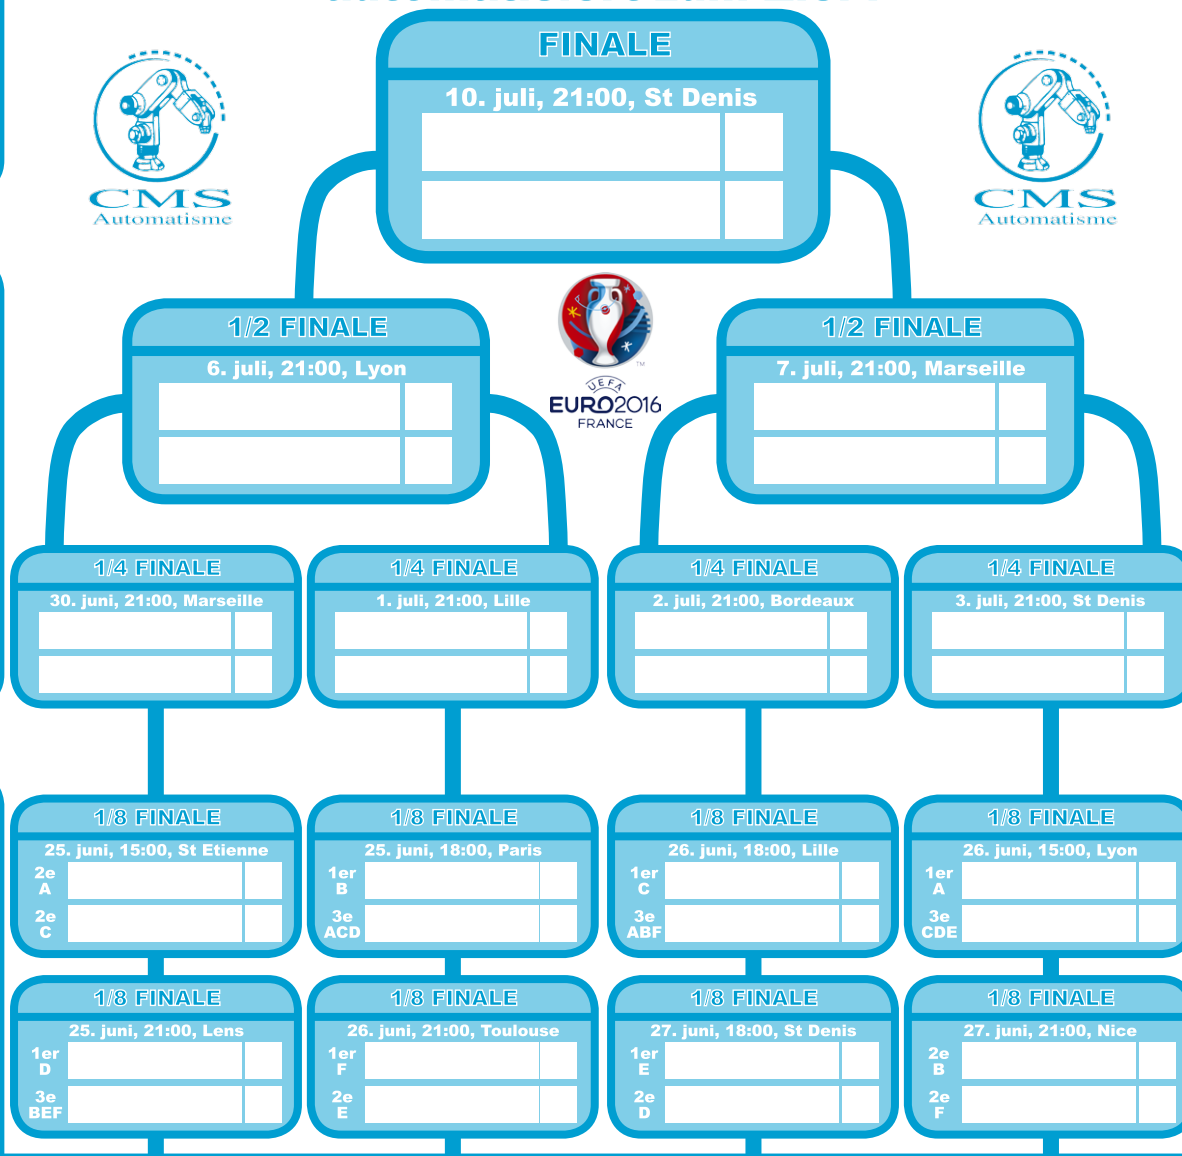 FINALE
10. juli, 21:00, St Denis
CMS
Automatisme
CMS
Automatisme
1/2 FINALE
6. juli, 21:00, Lyon
UEFA
EURO2016
FRANCE
TM
1/2 FINALE
7. juli, 21:00, Marseille
1/4 FINALE
30. juni, 21:00, Marseille
1/4 FINALE
1. juli, 21:00, Lille
1/4 FINALE
2. juli, 21:00, Bordeaux
1/4 FINALE
3. juli, 21:00, St Denis
1/8 FINALE
25. juni, 15:00, St Etienne
2e
A
2e
C
1/8 FINALE
25. juni, 18:00, Paris
1er
B
3e
ACD
1/8 FINALE
26. juni, 18:00, Lille
1er
C
3e
ABF
1/8 FINALE
26. juni, 15:00, Lyon
1er
A
3e
CDE
1/8 FINALE
25. juni, 21:00, Lens
1er
D
3e
BEF
1/8 FINALE
26. juni, 21:00, Toulouse
1er
F
2e
E
1/8 FINALE
27. juni, 18:00, St Denis
1er
E
2e
D
1/8 FINALE
27. juni, 21:00, Nice
2e
B
2e
F